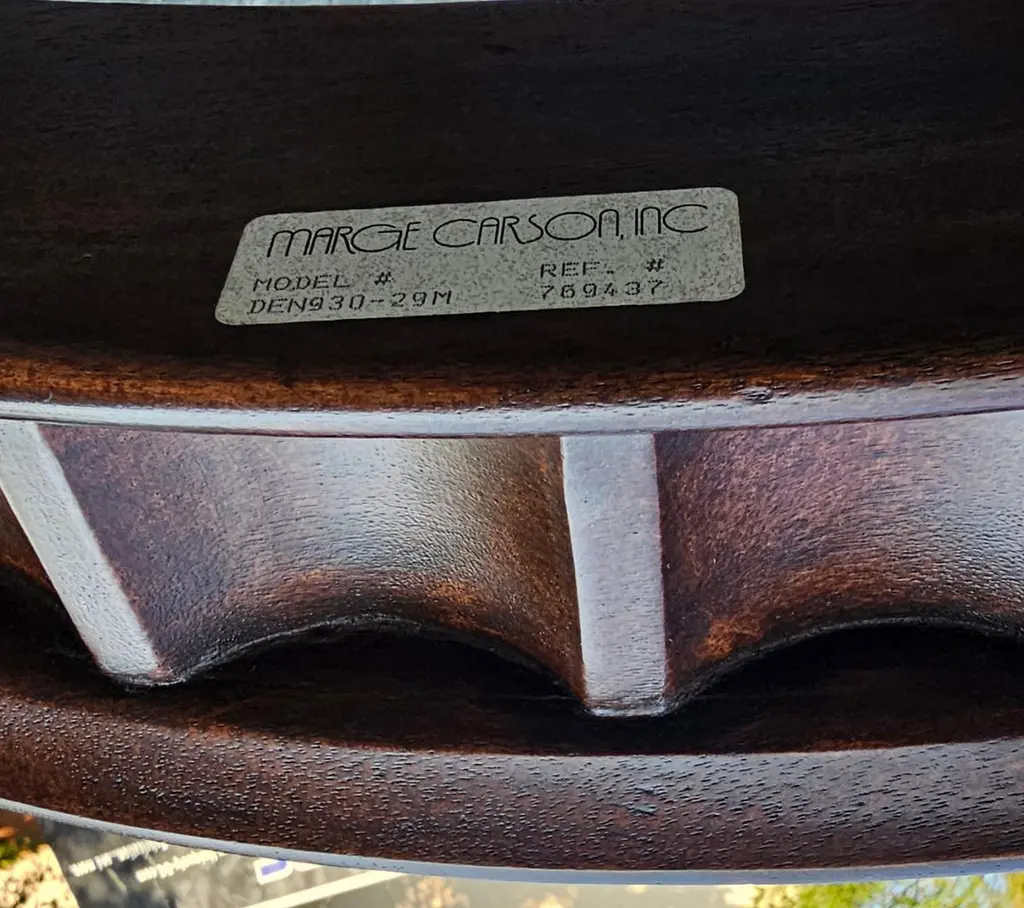 MARGE CARSON, INC
MODEL # REF. #
DEN930-29M 769437